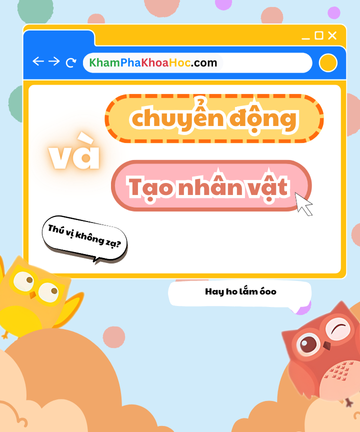 KhamPhaKhoaHoc.com
chuyển động
và
Tạo nhân vật
Thú vị không zạ?
Hay ho lắm óoo